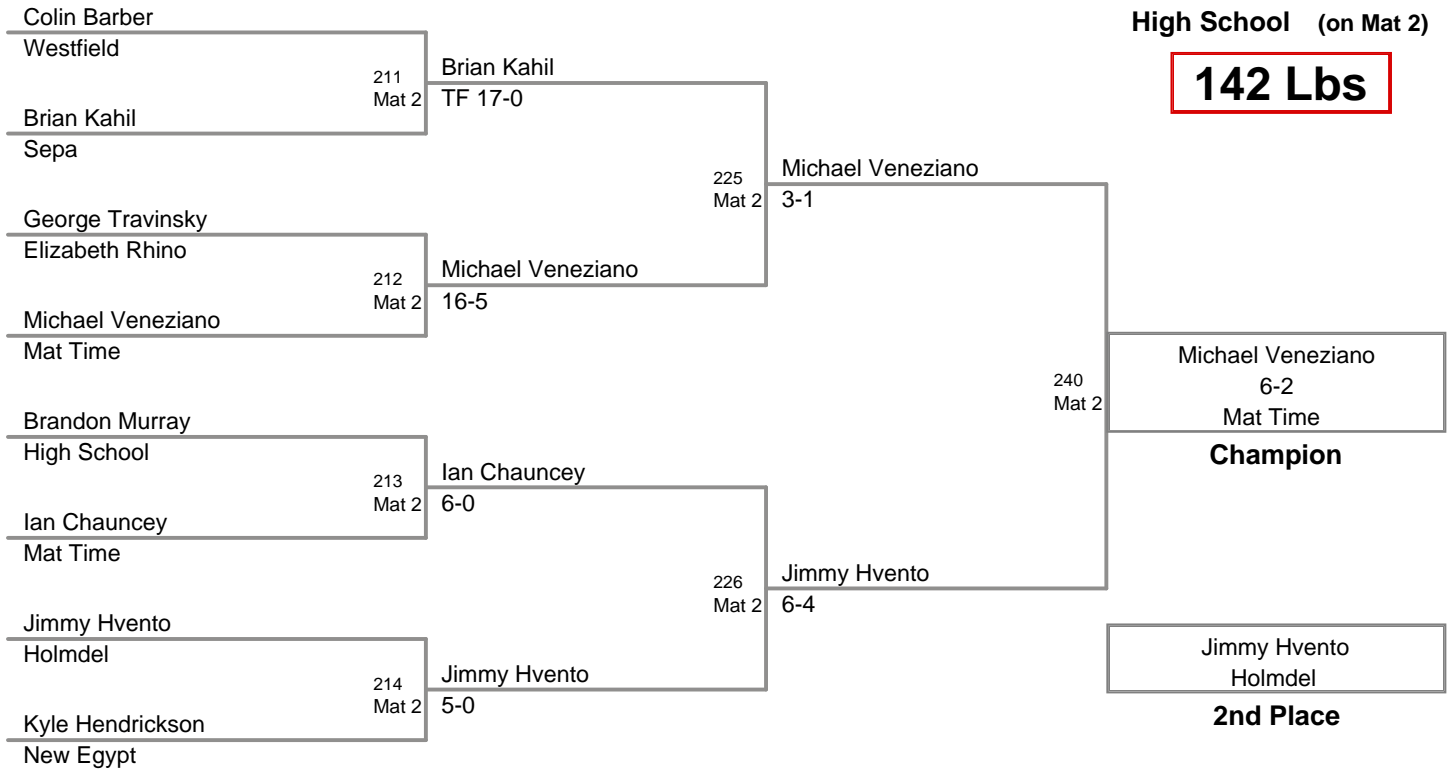 High School (on Mat 2)
142 Lbs
Colin Barber
Westfield
211
Mat 2
Brian Kahil
TF 17-0
Brian Kahil
Sepa
225
Mat 2
Michael Veneziano
3-1
George Travinsky
Elizabeth Rhino
212
Mat 2
Michael Veneziano
16-5
Michael Veneziano
Mat Time
240
Mat 2
Michael Veneziano
6-2
Mat Time
Champion
Brandon Murray
High School
213
Mat 2
Ian Chauncey
6-0
Ian Chauncey
Mat Time
226
Mat 2
Jimmy Hvento
6-4
Jimmy Hvento
Holmdel
214
Mat 2
Jimmy Hvento
5-0
Kyle Hendrickson
New Egypt
Jimmy Hvento
Holmdel
2nd Place